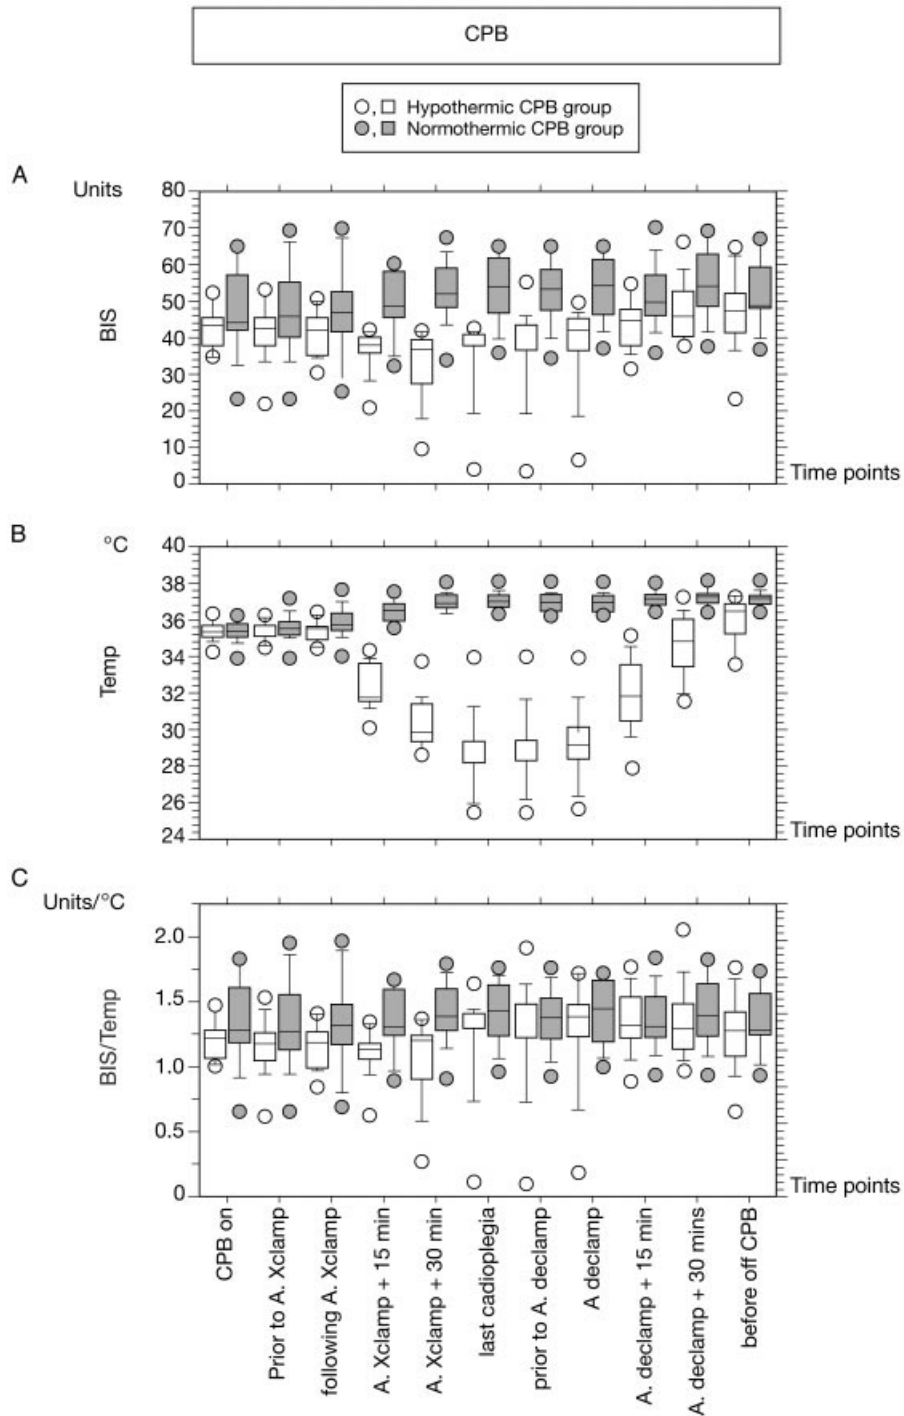 CPB
Hypothermic CPB group
Normothermic CPB group
A
Units
80
70
60
50
40
30
20
10
0
BIS
Time points
B
°C
40
38
36
34
32
30
28
26
24
Temp
Time points
C
Units/°C
2.0
1.5
1.0
0.5
0
BIS/Temp
Time points
CPB on
Prior to A. Xclamp
following A. Xclamp
A. Xclamp + 15 min
A. Xclamp + 30 min
last cadioplegia
prior to A. declamp
A declamp
A. declamp + 15 min
A. declamp + 30 mins
before off CPB